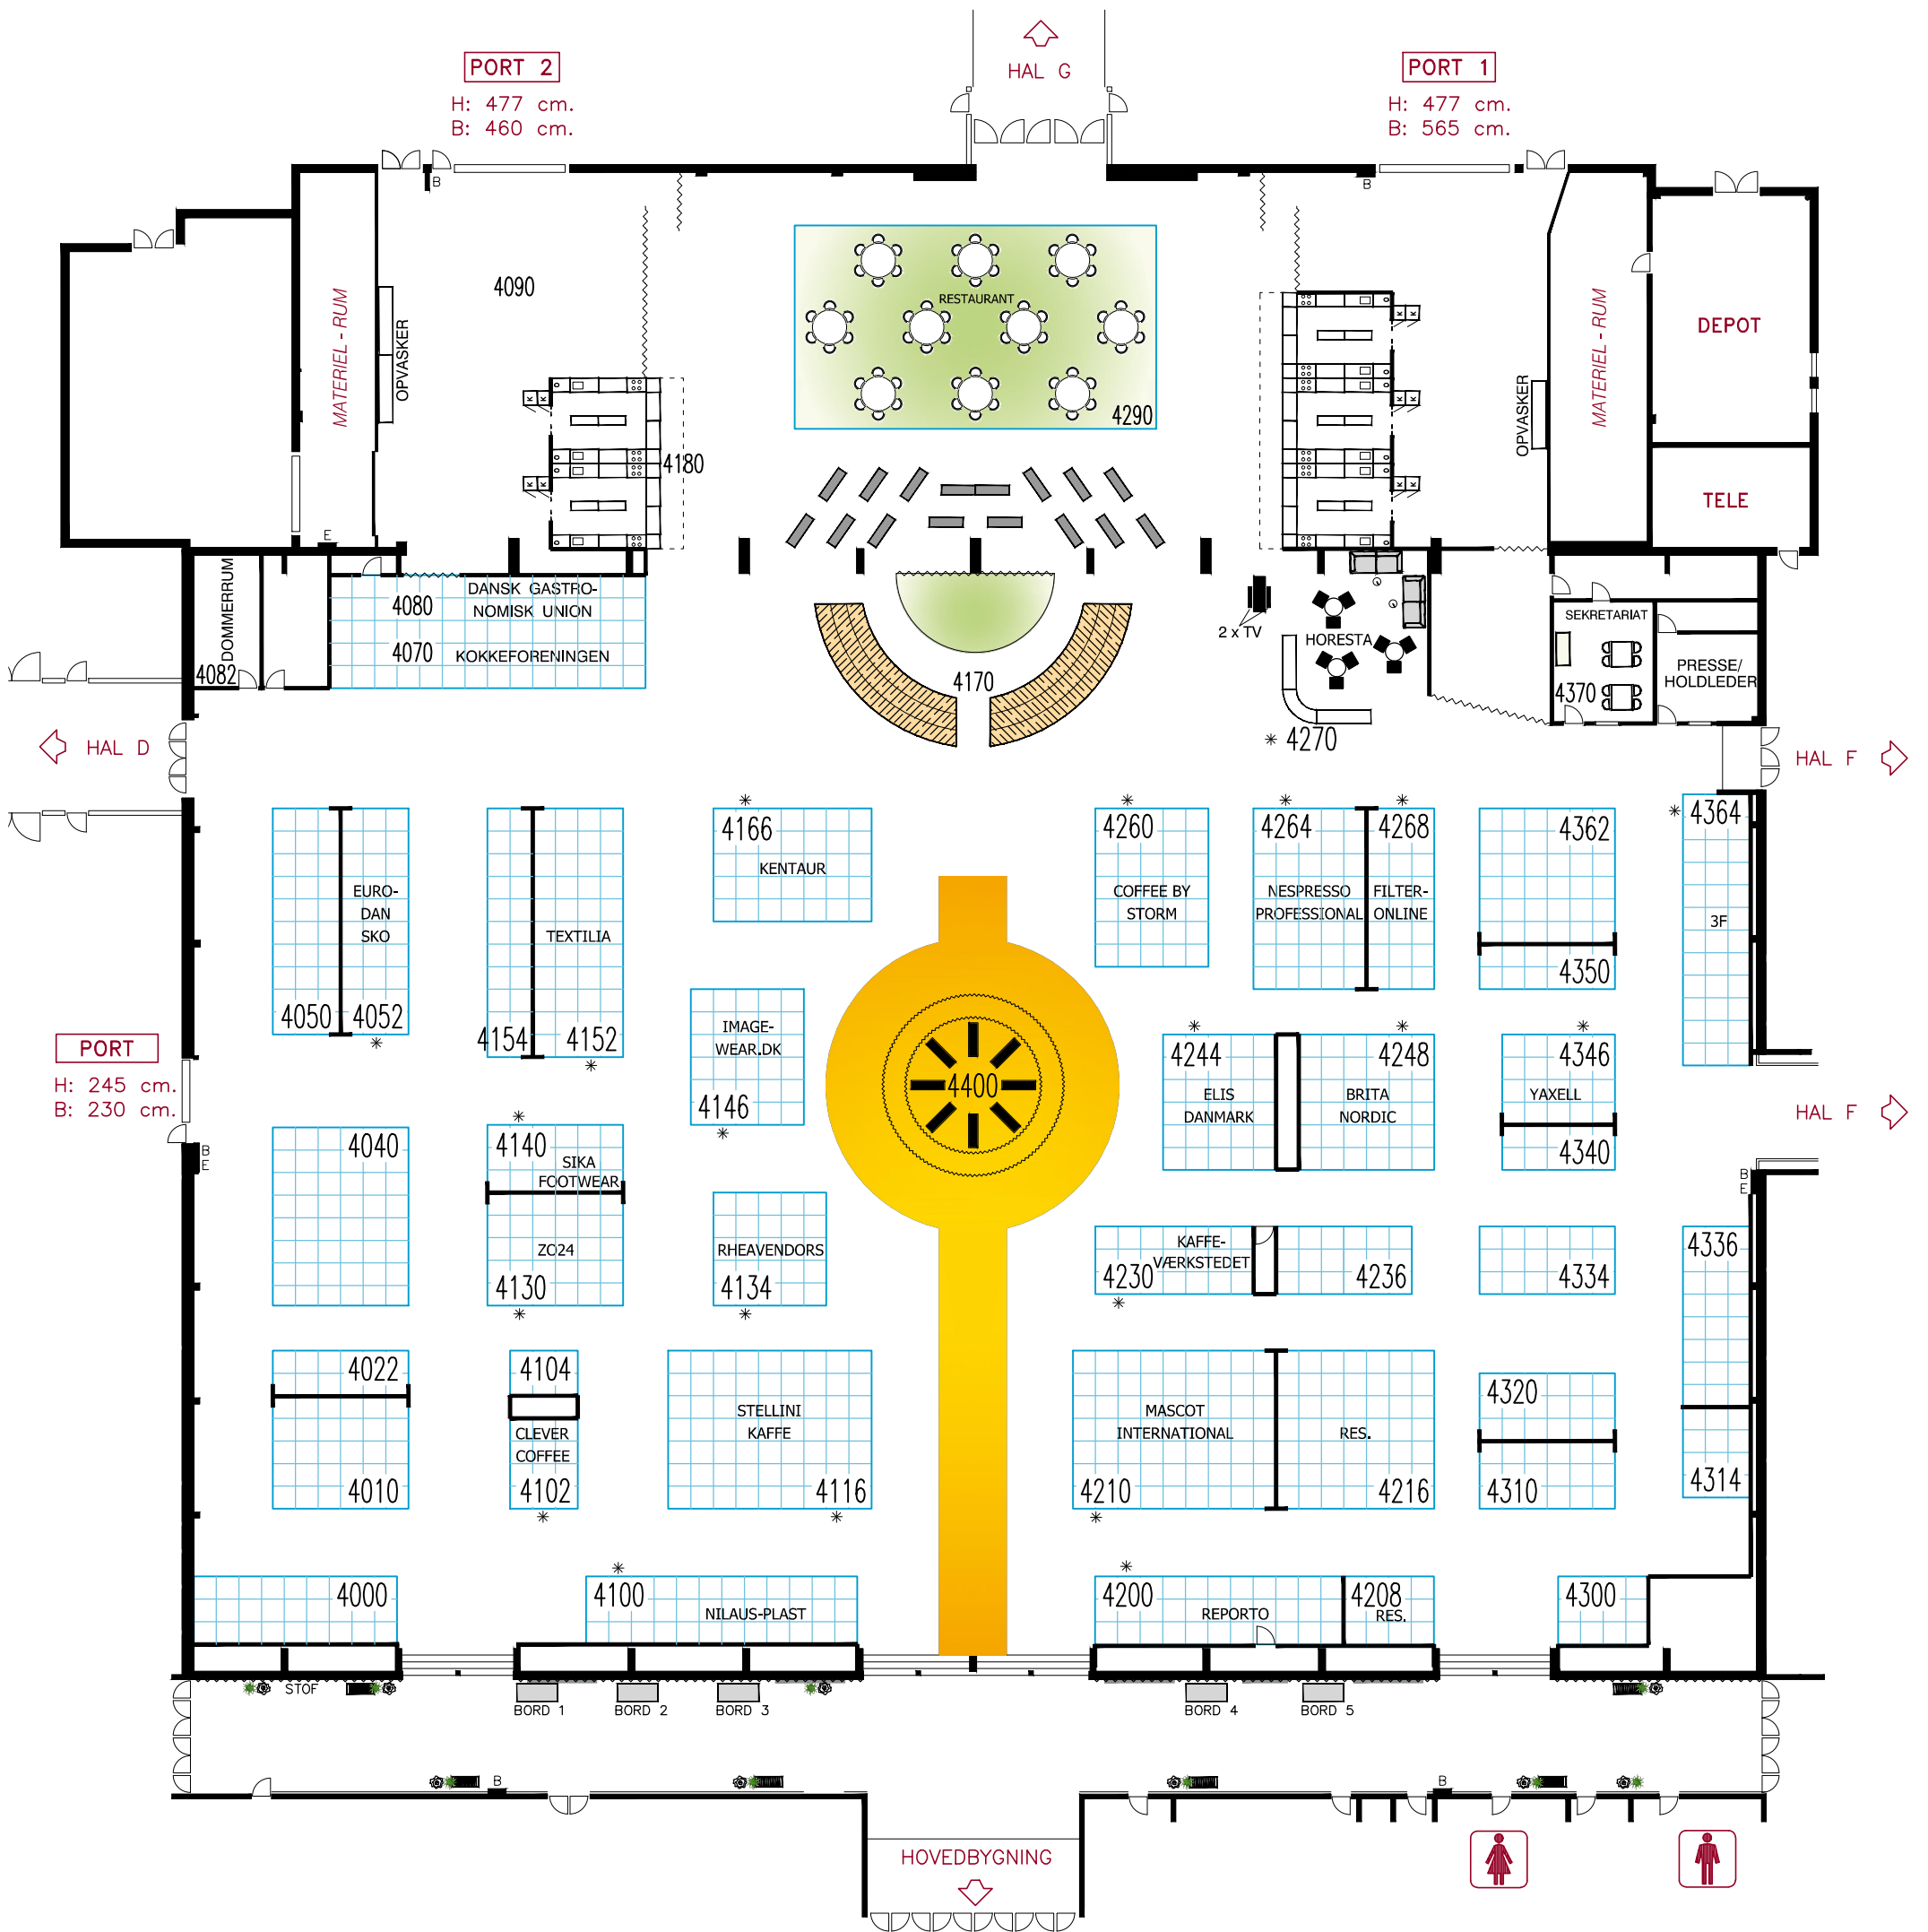 HAL G
PORT 2
H: 477 cm.
B: 460 cm.
PORT 1
H: 477 cm.
B: 565 cm.
B
B
MATERIEL - RUM
OPVASKER
4090
RESTAURANT
4290
4180
OPVASKER
MATERIEL - RUM
DEPOT
TELE
E
DOMMERRUM
4082
4080
DANSK GASTRO-
NOMISK UNION
4070
KOKKEFORENINGEN
4170
2 x TV
HORESTA
✳ 4270
SEKRETARIAT
4370
PRESSE/
HOLDLEDER
HAL D
HAL F
EURO-
DAN
SKO
4050
4052
✳
TEXTILIA
4154
4152
✳
✳
4166
KENTAUR
✳
4260
COFFEE BY
STORM
✳
4264
NESPRESSO
PROFESSIONAL
✳
4268
FILTER-
ONLINE
4362
4350
✳ 4364
3F
PORT
H: 245 cm.
B: 230 cm.
IMAGE-
WEAR.DK
4146
✳
4400
✳
4244
ELIS
DANMARK
✳
4248
BRITA
NORDIC
✳
4346
YAXELL
4340
HAL F
B
E
B
E
4040
✳
4140
SIKA
FOOTWEAR
ZO24
4130
✳
RHEAVENDORS
4134
✳
KAFFE-
VÆRKSTEDET
4230
✳
4236
4334
4336
4022
4010
4104
CLEVER
COFFEE
4102
✳
STELLINI
KAFFE
4116
✳
MASCOT
INTERNATIONAL
4210
✳
RES.
4216
4320
4310
4314
4000
✳
4100
NILAUS-PLAST
✳
4200
REPORTO
4208
RES.
4300
STOF
BORD 1
BORD 2
BORD 3
BORD 4
BORD 5
B
B
HOVEDBYGNING